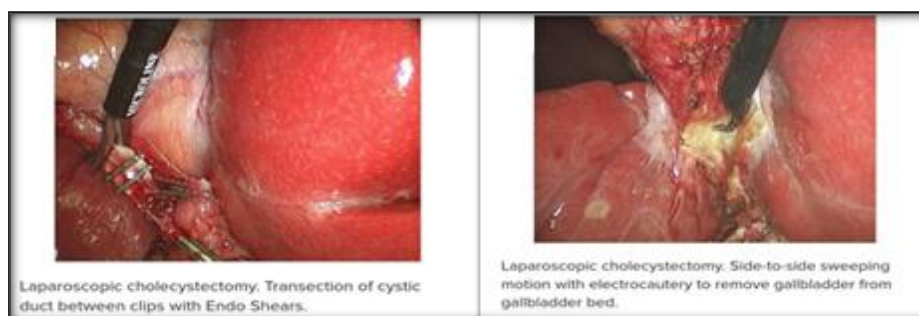 Laparoscopic cholecystectomy. Transection of cystic
duct between clips with Endo Shears.
Laparoscopic cholecystectomy. Side-to-side sweeping
motion with electrocautery to remove gallbladder from
gallbladder bed.